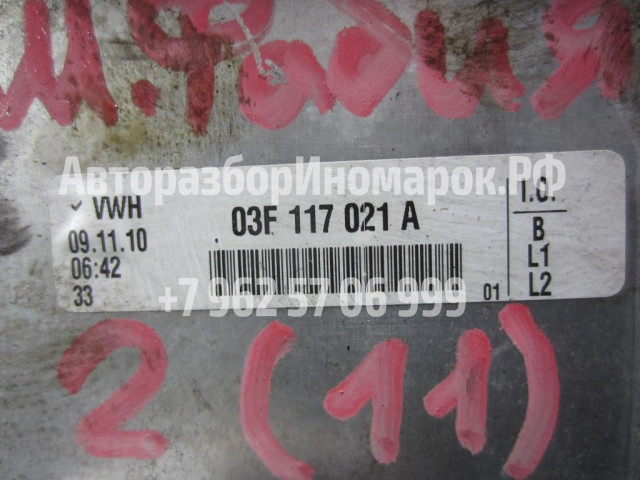 Ш. Фабия
АвторазборИномарок.РФ
VWH
03F 117 021 A
I.O.
09.11.10
B
06:42
L1
33
+7 962 57 06 999
01
L2
2 (11)